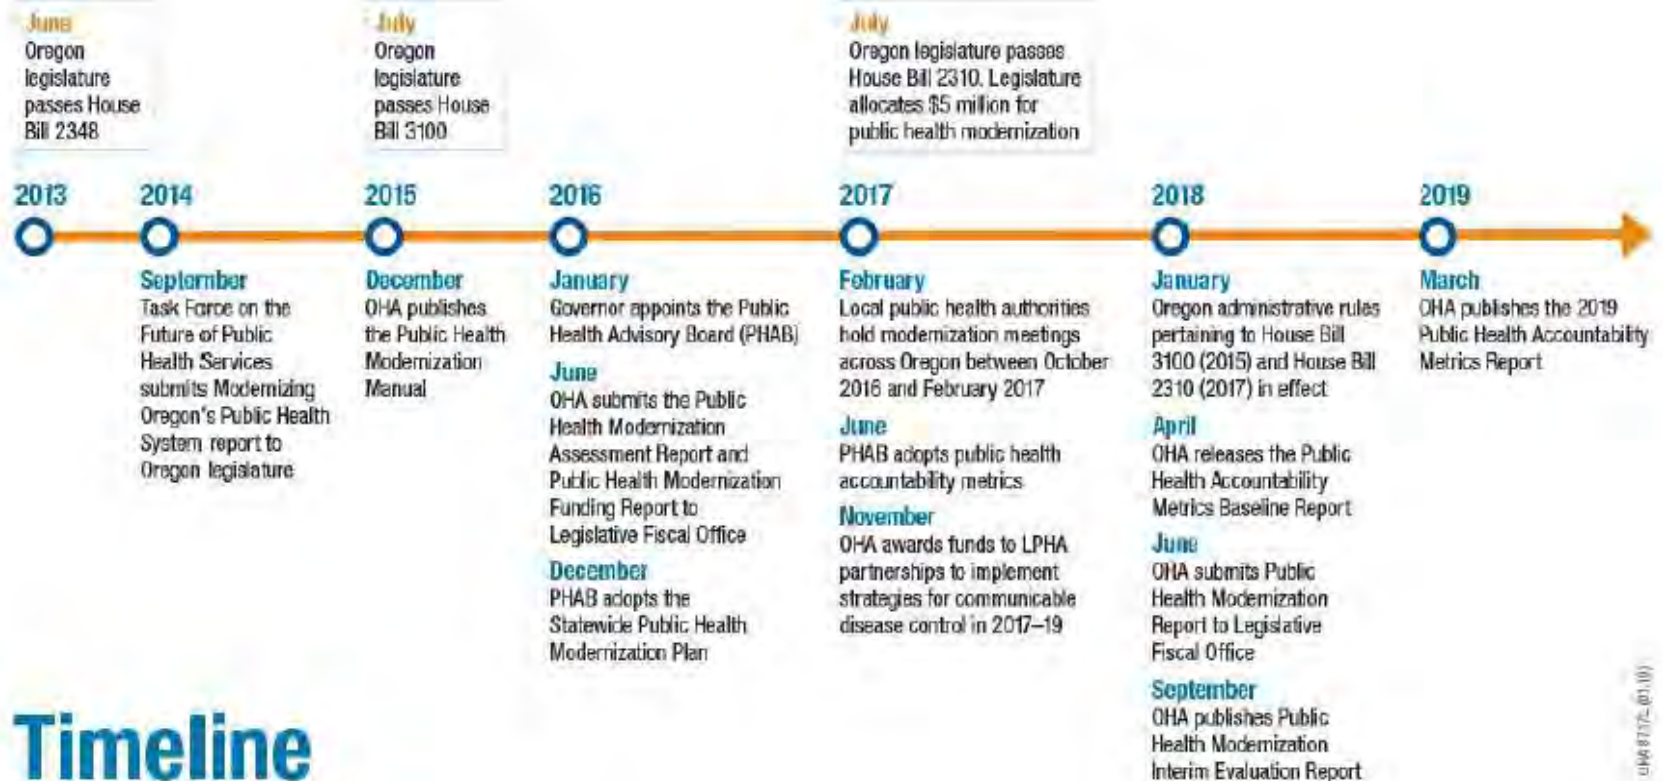 June
Oregon
legislature
passes House
Bill 2348
July
Oregon
legislature
passes House
Bill 3100
July
Oregon legislature passes
House Bill 2310. Legislature
allocates $5 million for
public health modernization
2013
2014
2015
2016
2017
2018
2019
September
Task Force on the
Future of Public
Health Services
submits Modernizing
Oregon's Public Health
System report to
Oregon legislature
December
OHA publishes
the Public Health
Modernization
Manual
January
Governor appoints the Public
Health Advisory Board (PHAB)
June
OHA submits the Public
Health Modernization
Assessment Report and
Public Health Modernization
Funding Report to
Legislative Fiscal Office
December
PHAB adopts the
Statewide Public Health
Modernization Plan
February
Local public health authorities
hold modernization meetings
across Oregon between October
2016 and February 2017
June
PHAB adopts public health
accountability metrics
November
OHA awards funds to LPHA
partnerships to implement
strategies for communicable
disease control in 2017–19
January
Oregon administrative rules
pertaining to House Bill
3100 (2015) and House Bill
2310 (2017) in effect
April
OHA releases the Public
Health Accountability
Metrics Baseline Report
June
OHA submits Public
Health Modernization
Report to Legislative
Fiscal Office
September
OHA publishes Public
Health Modernization
Interim Evaluation Report
March
OHA publishes the 2019
Public Health Accountability
Metrics Report
Timeline